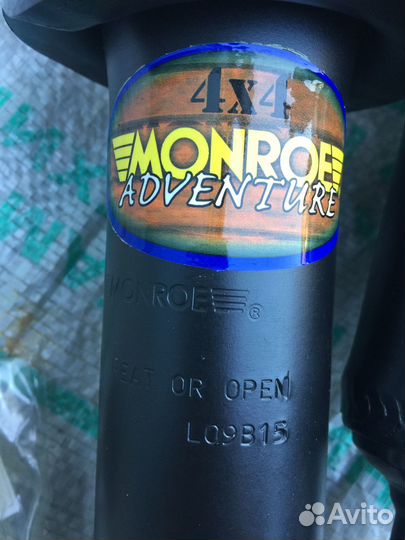 4x4
MONROE
ADVENTURE
MONROE ®
HEAT OR OPEN
L09B15
Avito